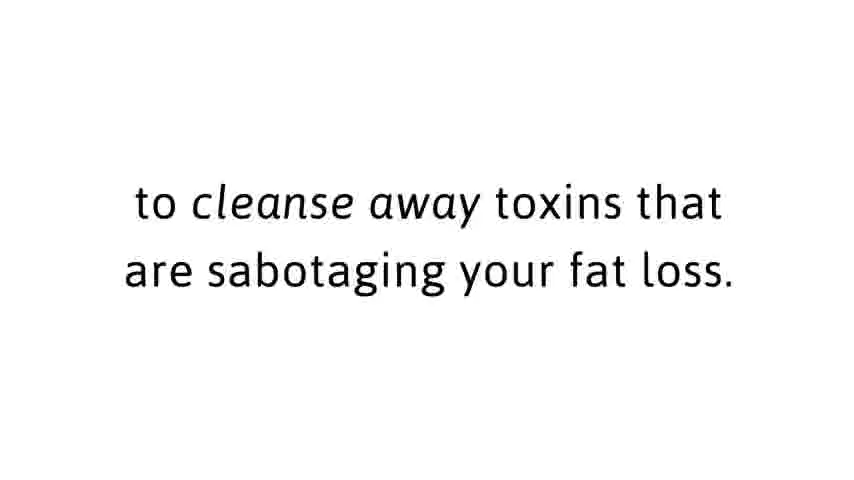 to cleanse away toxins that
are sabotaging your fat loss.